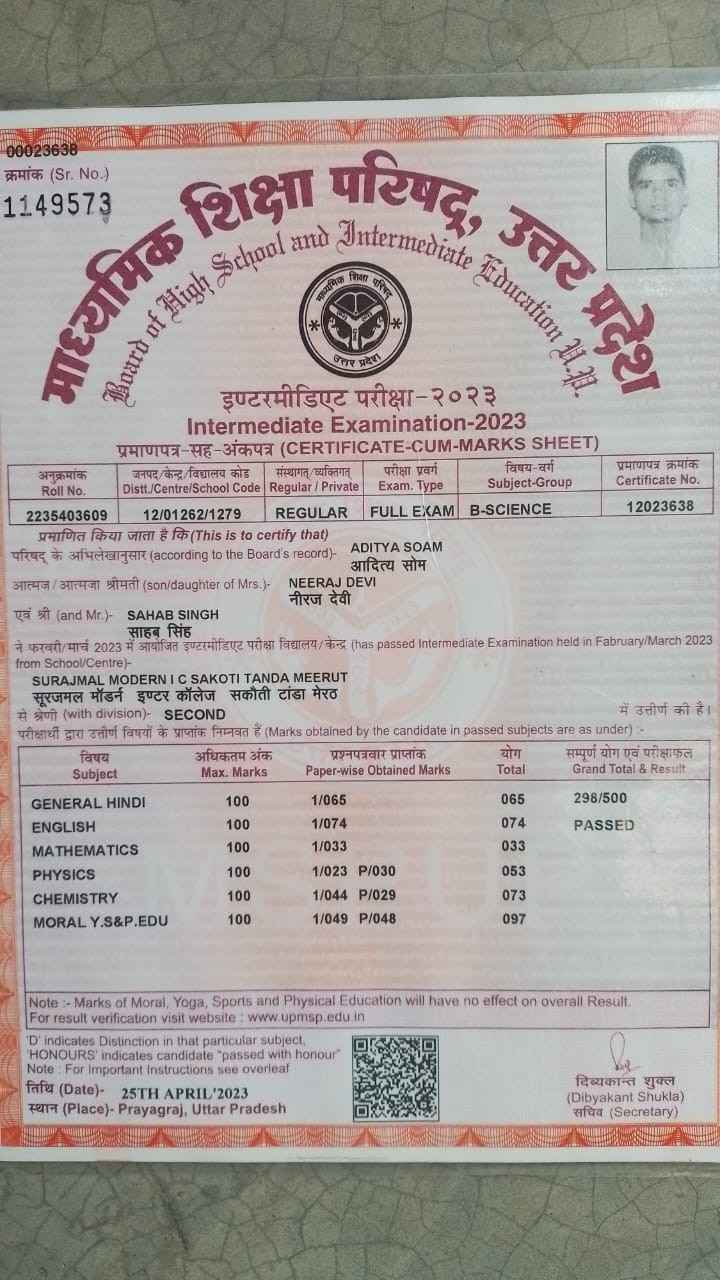 00023638
क्रमांक (Sr. No.)
1149573
माध्यमिक शिक्षा परिषद्, उत्तर प्रदेश
Board of High School and Intermediate Education U.P.
माध्यमिक शिक्षा परिषद
उत्तर प्रदेश
इण्टरमीडिएट परीक्षा-२०२३
Intermediate Examination-2023
प्रमाणपत्र-सह-अंकपत्र (CERTIFICATE-CUM-MARKS SHEET)
अनुक्रमांक जनपद/केन्द्र/विद्यालय कोड संस्थागत/व्यक्तिगत परीक्षा प्रवर्ग विषय-वर्ग प्रमाणपत्र क्रमांक
Roll No. Distt./Centre/School Code Regular / Private Exam. Type Subject-Group Certificate No.
2235403609 12/01262/1279 REGULAR FULL EXAM B-SCIENCE 12023638
प्रमाणित किया जाता है कि (This is to certify that)
परिषद् के अभिलेखानुसार (according to the Board's record)- ADITYA SOAM
आदित्य सोम
आत्मज/आत्मजा श्रीमती (son/daughter of Mrs.)- NEERAJ DEVI
नीरज देवी
एवं श्री (and Mr.)- SAHAB SINGH
साहब सिंह
ने फरवरी/मार्च 2023 में आयोजित इण्टरमीडिएट परीक्षा विद्यालय/केन्द्र (has passed Intermediate Examination held in Fabruary/March 2023
from School/Centre)-
SURAJMAL MODERN I C SAKOTI TANDA MEERUT
सूरजमल मॉडर्न इण्टर कॉलेज सकौती टांडा मेरठ
से श्रेणी (with division)- SECOND में उत्तीर्ण की है।
परीक्षार्थी द्वारा उत्तीर्ण विषयों के प्राप्तांक निम्नवत हैं (Marks obtained by the candidate in passed subjects are as under) :-
विषय अधिकतम अंक प्रश्नपत्रवार प्राप्तांक योग सम्पूर्ण योग एवं परीक्षाफल
Subject Max. Marks Paper-wise Obtained Marks Total Grand Total & Result
GENERAL HINDI 100 1/065 065 298/500
ENGLISH 100 1/074 074 PASSED
MATHEMATICS 100 1/033 033
PHYSICS 100 1/023 P/030 053
CHEMISTRY 100 1/044 P/029 073
MORAL Y.S&P.EDU 100 1/049 P/048 097
Note :- Marks of Moral, Yoga, Sports and Physical Education will have no effect on overall Result.
For result verification visit website : www.upmsp.edu.in
'D' indicates Distinction in that particular subject,
'HONOURS' indicates candidate "passed with honour"
Note : For Important Instructions see overleaf
तिथि (Date)- 25TH APRIL'2023
स्थान (Place)- Prayagraj, Uttar Pradesh
दिब्यकान्त शुक्ल
(Dibyakant Shukla)
सचिव (Secretary)